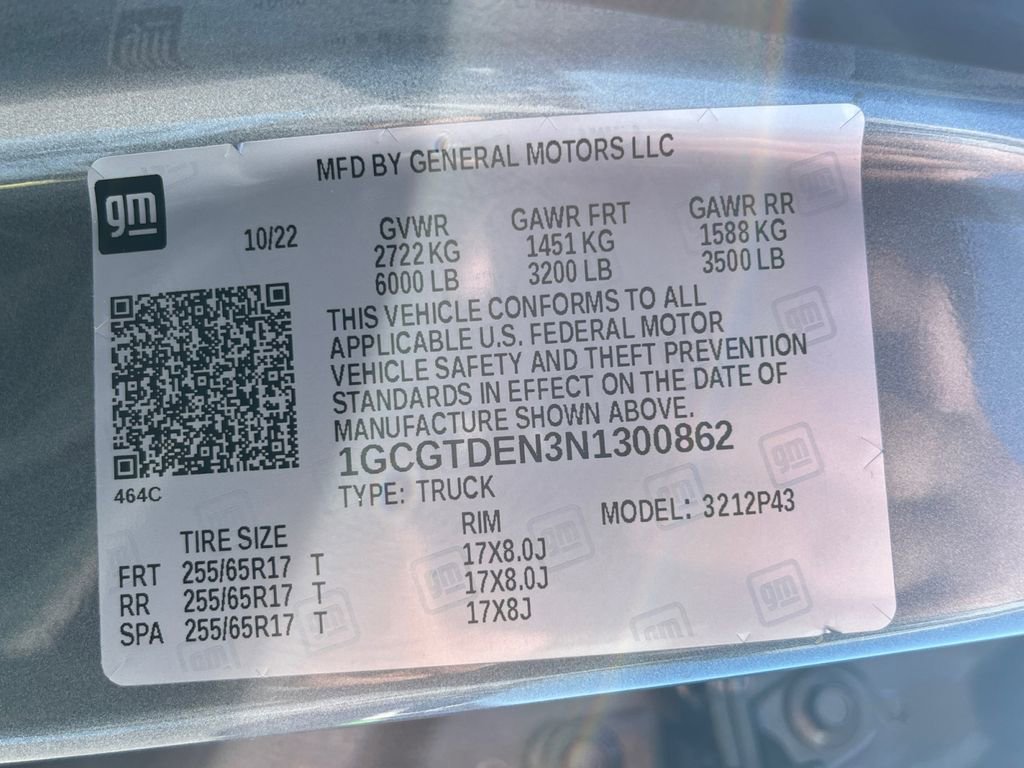 MFD BY GENERAL MOTORS LLC
gm
10/22
GVWR GAWR FRT GAWR RR
2722 KG 1451 KG 1588 KG
6000 LB 3200 LB 3500 LB
THIS VEHICLE CONFORMS TO ALL
APPLICABLE U.S. FEDERAL MOTOR
VEHICLE SAFETY AND THEFT PREVENTION
STANDARDS IN EFFECT ON THE DATE OF
MANUFACTURE SHOWN ABOVE.
1GCGTDEN3N1300862
464C
TYPE: TRUCK MODEL: 3212P43
TIRE SIZE RIM
FRT 255/65R17 T 17X8.0J
RR 255/65R17 T 17X8.0J
SPA 255/65R17 T 17X8J